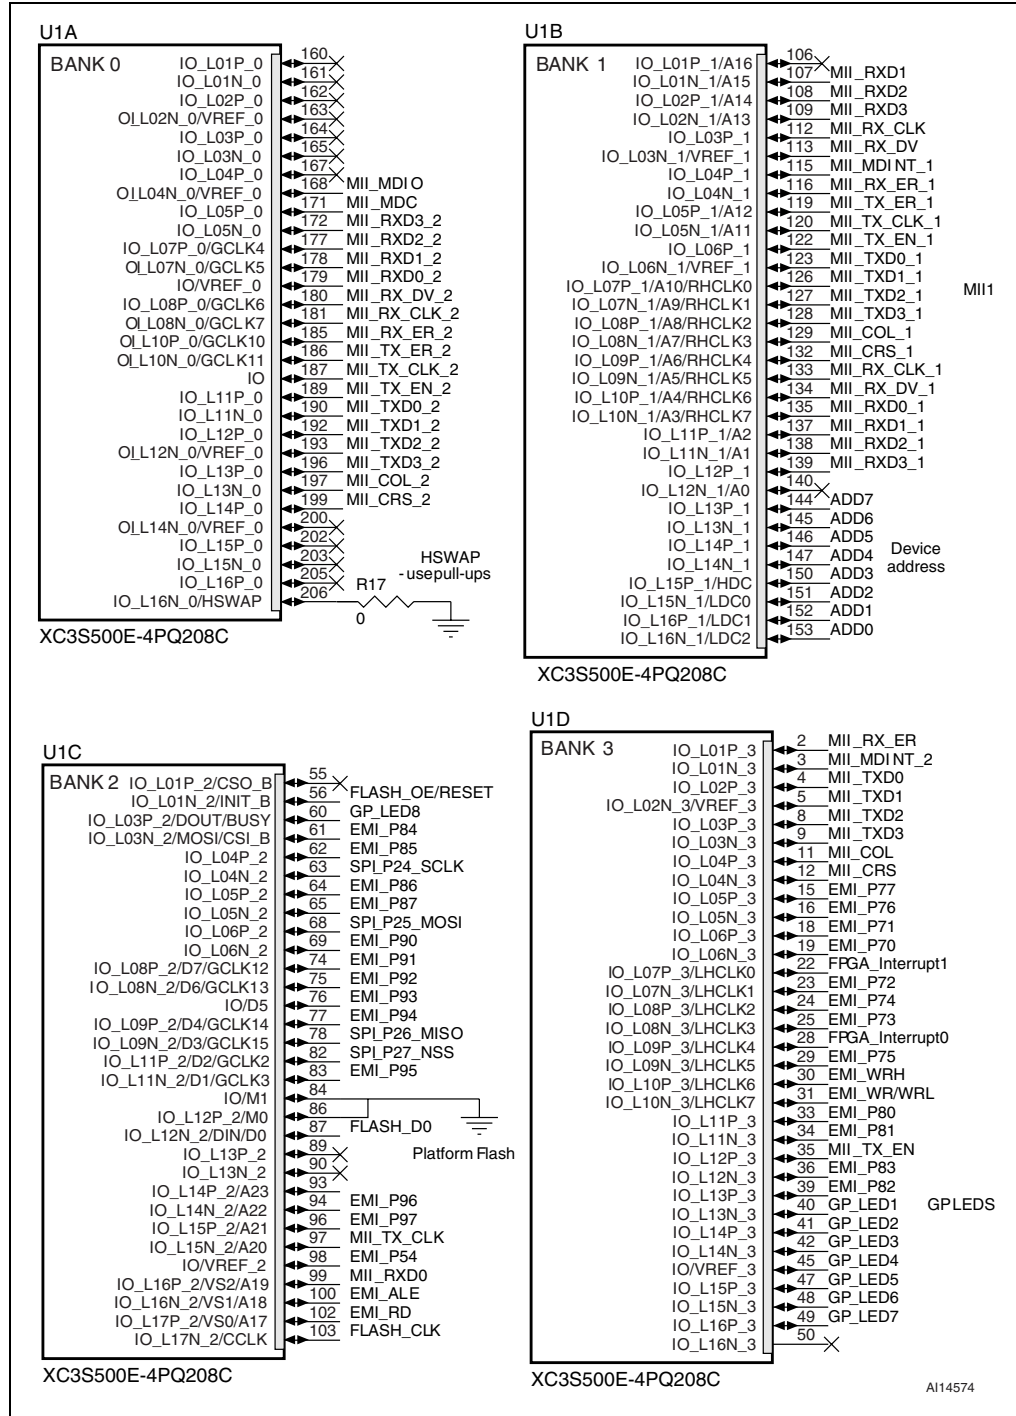 U1A
BANK 0
IO_L01P_0 160
IO_L01N_0 161
IO_L02P_0 162
OI_L02N_0/VREF_0 163
IO_L03P_0 164
IO_L03N_0 165
IO_L04P_0 167
OI_L04N_0/VREF_0 168 MII_MDIO
IO_L05P_0 171 MII_MDC
IO_L05N_0 172 MII_RXD3_2
IO_L07P_0/GCLK4 177 MII_RXD2_2
OI_L07N_0/GCLK5 178 MII_RXD1_2
IO/VREF_0 179 MII_RXD0_2
IO_L08P_0/GCLK6 180 MII_RX_DV_2
OI_L08N_0/GCLK7 181 MII_RX_CLK_2
OI_L10P_0/GCLK10 185 MII_RX_ER_2
OI_L10N_0/GCLK11 186 MII_TX_ER_2
IO 187 MII_TX_CLK_2
IO_L11P_0 189 MII_TX_EN_2
IO_L11N_0 190 MII_TXD0_2
IO_L12P_0 192 MII_TXD1_2
OI_L12N_0/VREF_0 193 MII_TXD2_2
IO_L13P_0 196 MII_TXD3_2
IO_L13N_0 197 MII_COL_2
IO_L14P_0 199 MII_CRS_2
OI_L14N_0/VREF_0 200
IO_L15P_0 202
IO_L15N_0 203
IO_L16P_0 205
IO_L16N_0/HSWAP 206
HSWAP
-usepull-ups
R17
0
XC3S500E-4PQ208C
U1B
BANK 1
IO_L01P_1/A16 106
IO_L01N_1/A15 107 MII_RXD1
IO_L02P_1/A14 108 MII_RXD2
IO_L02N_1/A13 109 MII_RXD3
IO_L03P_1 112 MII_RX_CLK
IO_L03N_1/VREF_1 113 MII_RX_DV
IO_L04P_1 115 MII_MDINT_1
IO_L04N_1 116 MII_RX_ER_1
IO_L05P_1/A12 119 MII_TX_ER_1
IO_L05N_1/A11 120 MII_TX_CLK_1
IO_L06P_1 122 MII_TX_EN_1
IO_L06N_1/VREF_1 123 MII_TXD0_1
IO_L07P_1/A10/RHCLK0 126 MII_TXD1_1
IO_L07N_1/A9/RHCLK1 127 MII_TXD2_1
IO_L08P_1/A8/RHCLK2 128 MII_TXD3_1
IO_L08N_1/A7/RHCLK3 129 MII_COL_1
IO_L09P_1/A6/RHCLK4 132 MII_CRS_1
IO_L09N_1/A5/RHCLK5 133 MII_RX_CLK_1
IO_L10P_1/A4/RHCLK6 134 MII_RX_DV_1
IO_L10N_1/A3/RHCLK7 135 MII_RXD0_1
IO_L11P_1/A2 137 MII_RXD1_1
IO_L11N_1/A1 138 MII_RXD2_1
IO_L12P_1 139 MII_RXD3_1
IO_L12N_1/A0 140
IO_L13P_1 144 ADD7
IO_L13N_1 145 ADD6
IO_L14P_1 146 ADD5
IO_L14N_1 147 ADD4
IO_L15P_1/HDC 150 ADD3
IO_L15N_1/LDC0 151 ADD2
IO_L16P_1/LDC1 152 ADD1
IO_L16N_1/LDC2 153 ADD0
MII1
Device
address
XC3S500E-4PQ208C
U1C
BANK 2
IO_L01P_2/CSO_B 55
IO_L01N_2/INIT_B 56 FLASH_OE/RESET
IO_L03P_2/DOUT/BUSY 60 GP_LED8
IO_L03N_2/MOSI/CSI_B 61 EMI_P84
IO_L04P_2 62 EMI_P85
IO_L04N_2 63 SPI_P24_SCLK
IO_L05P_2 64 EMI_P86
IO_L05N_2 65 EMI_P87
IO_L06P_2 68 SPI_P25_MOSI
IO_L06N_2 69 EMI_P90
IO_L08P_2/D7/GCLK12 74 EMI_P91
IO_L08N_2/D6/GCLK13 75 EMI_P92
IO/D5 76 EMI_P93
IO_L09P_2/D4/GCLK14 77 EMI_P94
IO_L09N_2/D3/GCLK15 78 SPI_P26_MISO
IO_L11P_2/D2/GCLK2 82 SPI_P27_NSS
IO_L11N_2/D1/GCLK3 83 EMI_P95
IO/M1 84
IO_L12P_2/M0 86
IO_L12N_2/DIN/D0 87 FLASH_D0
IO_L13P_2 89
IO_L13N_2 90
IO_L14P_2/A23 93
IO_L14N_2/A22 94 EMI_P96
IO_L15P_2/A21 96 EMI_P97
IO_L15N_2/A20 97 MII_TX_CLK
IO/VREF_2 98 EMI_P54
IO_L16P_2/VS2/A19 99 MII_RXD0
IO_L16N_2/VS1/A18 100 EMI_ALE
IO_L17P_2/VS0/A17 102 EMI_RD
IO_L17N_2/CCLK 103 FLASH_CLK
Platform Flash
XC3S500E-4PQ208C
U1D
BANK 3
IO_L01P_3 2 MII_RX_ER
IO_L01N_3 3 MII_MDINT_2
IO_L02P_3 4 MII_TXD0
IO_L02N_3/VREF_3 5 MII_TXD1
IO_L03P_3 8 MII_TXD2
IO_L03N_3 9 MII_TXD3
IO_L04P_3 11 MII_COL
IO_L04N_3 12 MII_CRS
IO_L05P_3 15 EMI_P77
IO_L05N_3 16 EMI_P76
IO_L06P_3 18 EMI_P71
IO_L06N_3 19 EMI_P70
IO_L07P_3/LHCLK0 22 FPGA_Interrupt1
IO_L07N_3/LHCLK1 23 EMI_P72
IO_L08P_3/LHCLK2 24 EMI_P74
IO_L08N_3/LHCLK3 25 EMI_P73
IO_L09P_3/LHCLK4 28 FPGA_Interrupt0
IO_L09N_3/LHCLK5 29 EMI_P75
IO_L10P_3/LHCLK6 30 EMI_WRH
IO_L10N_3/LHCLK7 31 EMI_WR/WRL
IO_L11P_3 33 EMI_P80
IO_L11N_3 34 EMI_P81
IO_L12P_3 35 MII_TX_EN
IO_L12N_3 36 EMI_P83
IO_L13P_3 39 EMI_P82
IO_L13N_3 40 GP_LED1
IO_L14P_3 41 GP_LED2
IO_L14N_3 42 GP_LED3
IO/VREF_3 45 GP_LED4
IO_L15P_3 47 GP_LED5
IO_L15N_3 48 GP_LED6
IO_L16P_3 49 GP_LED7
IO_L16N_3 50
GPLEDS
XC3S500E-4PQ208C
AI14574